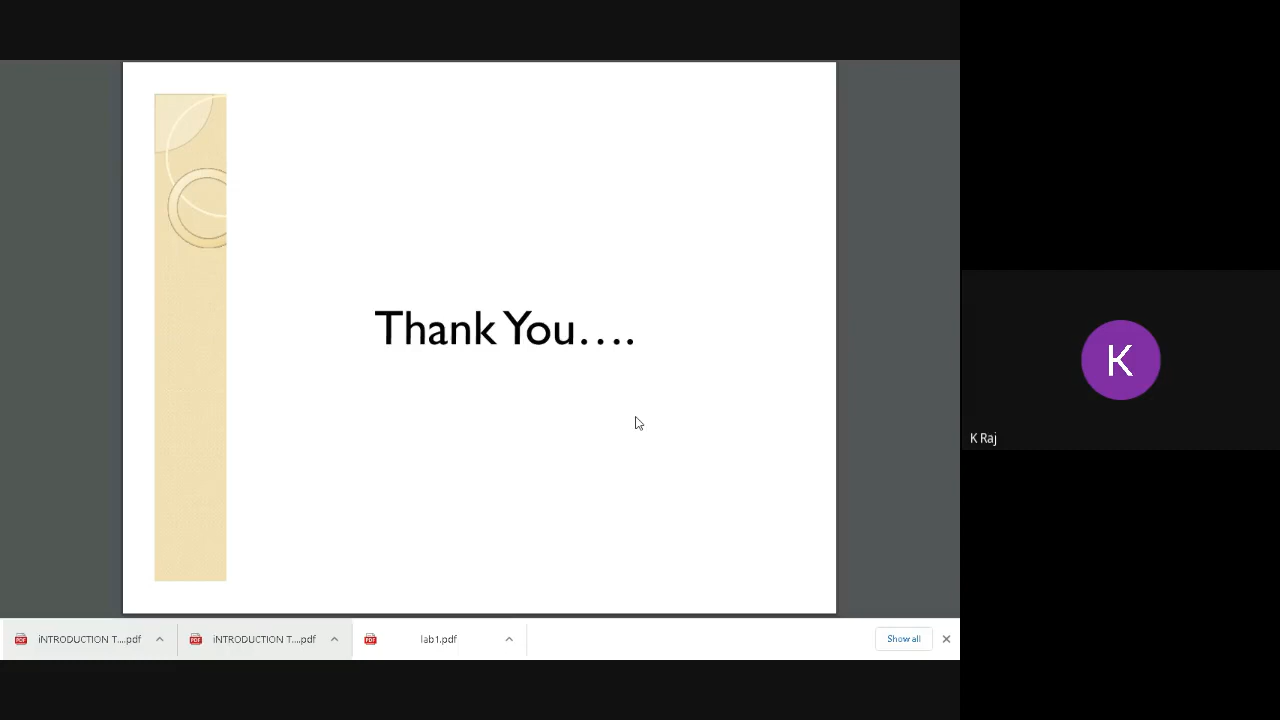 Thank You....
K
K Raj
iNTRODUCTION T....pdf
iNTRODUCTION T....pdf
lab1.pdf
Show all